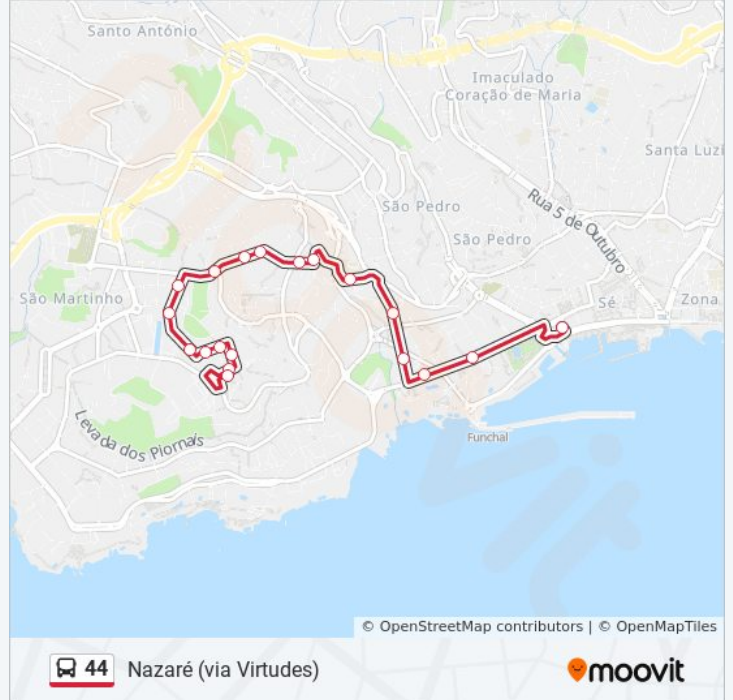 Santo António
Imaculado
Coração de Maria
Santa Luzi
São Pedro
Rua 5 de Outubro
São Pedro
São Martinho
Sé
Zona
Levada dos Piornais
Funchal
© OpenStreetMap contributors | © OpenMapTiles
44 Nazaré (via Virtudes)
moovit